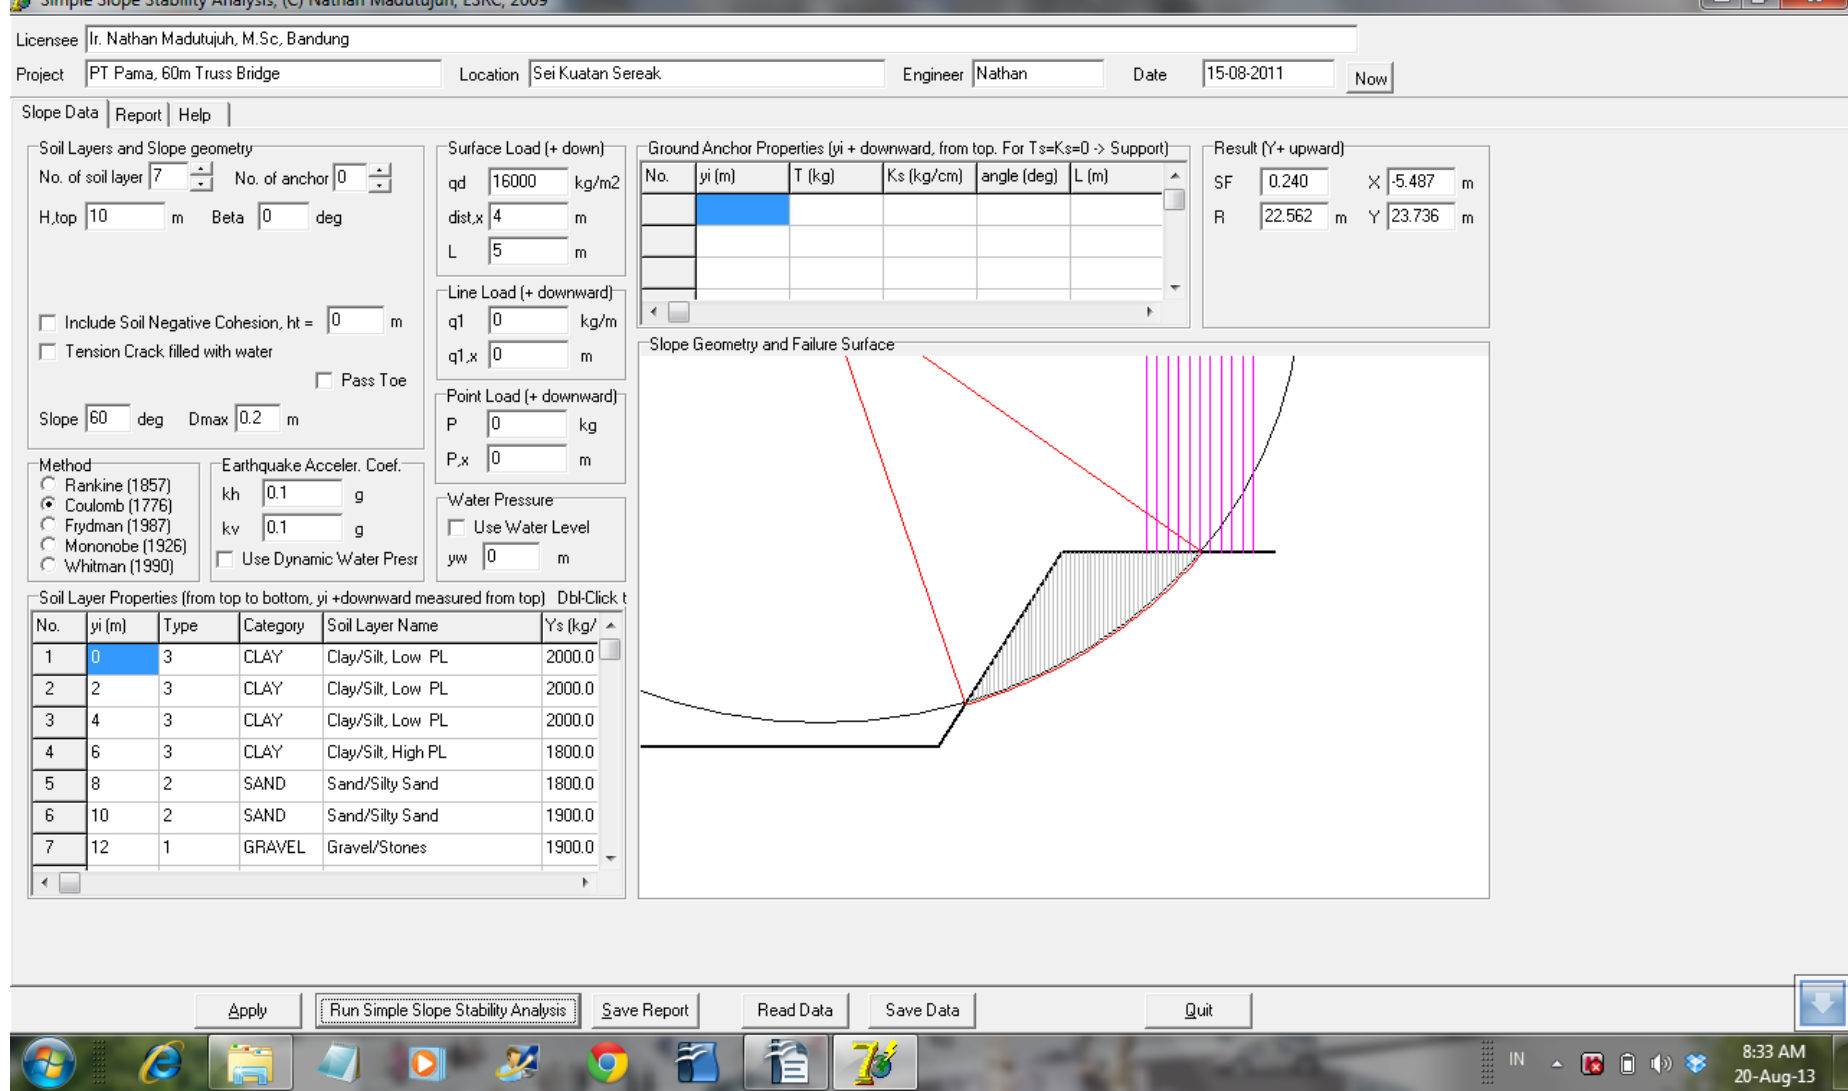 Simple Slope Stability Analysis, (C) Nathan Madutujuh, ESRC, 2009
Licensee Ir. Nathan Madutujuh, M.Sc, Bandung
Project PT Pama, 60m Truss Bridge Location Sei Kuatan Sereak Engineer Nathan Date 15-08-2011 Now
Slope Data Report Help
Soil Layers and Slope geometry
No. of soil layer 7 No. of anchor 0
H,top 10 m Beta 0 deg
Include Soil Negative Cohesion, ht = 0 m
Tension Crack filled with water
Pass Toe
Slope 60 deg Dmax 0.2 m
Method
Rankine (1857)
Coulomb (1776)
Frydman (1987)
Mononobe (1926)
Whitman (1990)
Earthquake Acceler. Coef.
kh 0.1 g
kv 0.1 g
Use Dynamic Water Presr
Surface Load (+ down)
qd 16000 kg/m2
dist,x 4 m
L 5 m
Line Load (+ downward)
q1 0 kg/m
q1,x 0 m
Point Load (+ downward)
P 0 kg
P,x 0 m
Water Pressure
Use Water Level
yw 0 m
Ground Anchor Properties (yi + downward, from top. For Ts=Ks=0 -> Support)
No. yi (m) T (kg) Ks (kg/cm) angle (deg) L (m)
Result (Y+ upward)
SF 0.240 X -5.487 m
R 22.562 m Y 23.736 m
Slope Geometry and Failure Surface
Soil Layer Properties (from top to bottom, yi +downward measured from top) Dbl-Click t
No. yi (m) Type Category Soil Layer Name Ys (kg/
1 0 3 CLAY Clay/Silt, Low PL 2000.0
2 2 3 CLAY Clay/Silt, Low PL 2000.0
3 4 3 CLAY Clay/Silt, Low PL 2000.0
4 6 3 CLAY Clay/Silt, High PL 1800.0
5 8 2 SAND Sand/Silty Sand 1800.0
6 10 2 SAND Sand/Silty Sand 1900.0
7 12 1 GRAVEL Gravel/Stones 1900.0
Apply Run Simple Slope Stability Analysis Save Report Read Data Save Data Quit
IN 8:33 AM
20-Aug-13